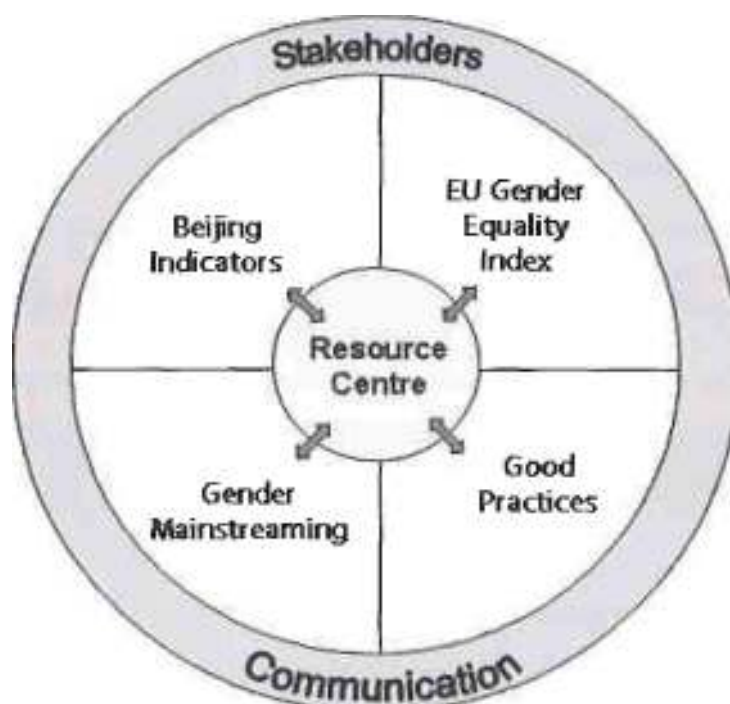 Stakeholders
Beijing
Indicators
EU Gender
Equality
Index
Resource
Centre
Gender
Mainstreaming
Good
Practices
Communication